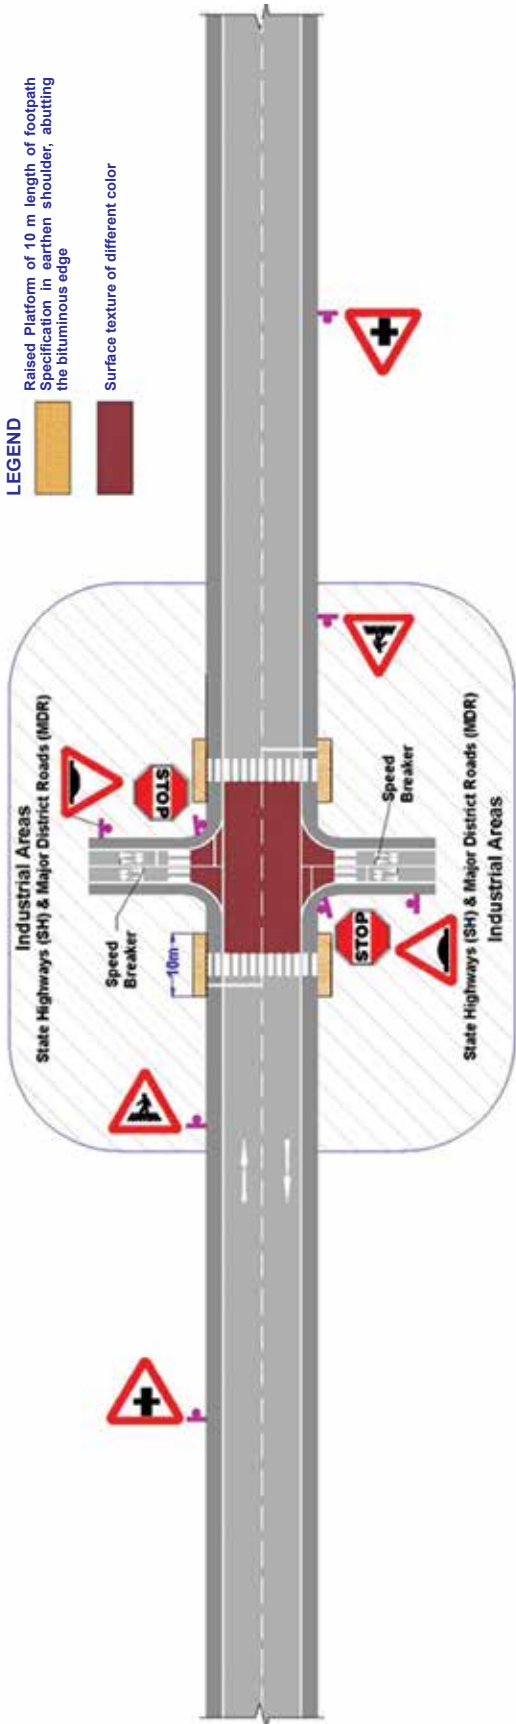 LEGEND
Raised Platform of 10 m length of footpath
Specification in earthen shoulder, abutting
the bituminous edge
Surface texture of different color
Industrial Areas
State Highways (SH) & Major District Roads (MDR)
STOP
Speed
Breaker
10m
Speed
Breaker
STOP
State Highways (SH) & Major District Roads (MDR)
Industrial Areas